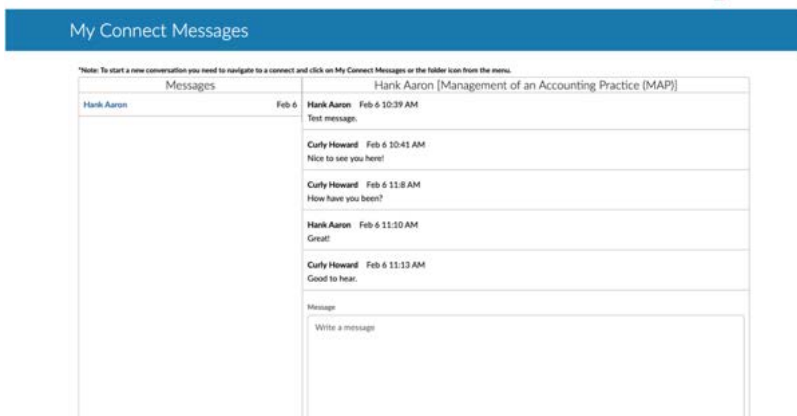 My Connect Messages
*Note: To start a new conversation you need to navigate to a connect and click on My Connect Messages or the folder icon from the menu.
Messages
Hank Aaron Feb 6
Hank Aaron [Management of an Accounting Practice (MAP)]
Hank Aaron Feb 6 10:39 AM
Test message.
Curly Howard Feb 6 10:41 AM
Nice to see you here!
Curly Howard Feb 6 11:8 AM
How have you been?
Hank Aaron Feb 6 11:10 AM
Great!
Curly Howard Feb 6 11:13 AM
Good to hear.
Message
Write a message